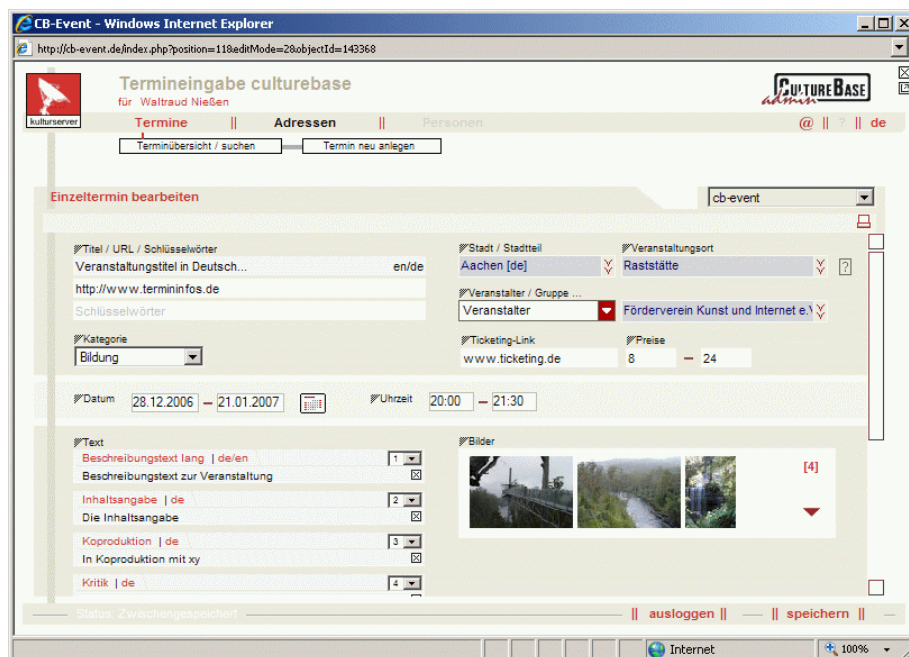 CB-Event - Windows Internet Explorer
http://cb-event.de/index.php?position=11&editMode=2&objectId=143368
Termineingabe culturebase
für Waltraud Nießen
CULTUREBASE
admin
kulturserver
Termine || Adressen || Personen @ || ? || de
Terminübersicht / suchen Termin neu anlegen
Einzeltermin bearbeiten cb-event
Titel / URL / Schlüsselwörter Stadt / Stadtteil Veranstaltungsort
Veranstaltungstitel in Deutsch... en/de Aachen [de] Raststätte ?
http://www.termininfos.de
Veranstalter / Gruppe ...
Schlüsselwörter Veranstalter Förderverein Kunst und Internet e.V
Kategorie Ticketing-Link Preise
Bildung www.ticketing.de 8 — 24
Datum 28.12.2006 — 21.01.2007 Uhrzeit 20:00 — 21:30
Text Bilder
Beschreibungstext lang | de/en 1
Beschreibungstext zur Veranstaltung [4]
Inhaltsangabe | de 2
Die Inhaltsangabe
Koproduktion | de 3
In Koproduktion mit xy
Kritik | de 4
Status: Zwischengespeichert || ausloggen || || speichern ||
Internet 100%